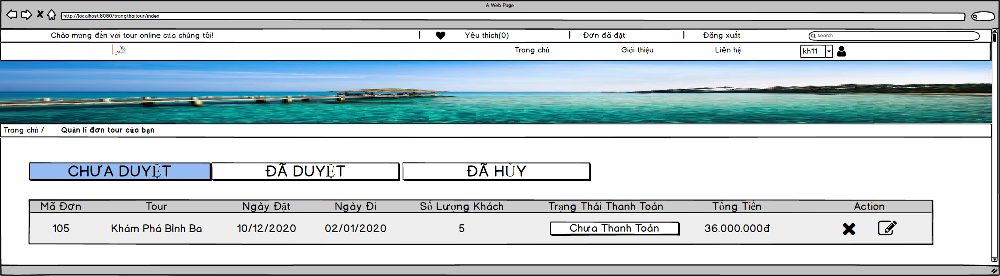 A Web Page
http://localhost:8080/trangthaitour/index
Chào mừng đến với tour online của chúng tôi! | Yêu thích(0) | Đơn đã đặt | Đăng xuất search
Trang chủ Giới thiệu Liên hệ kh11
Trang chủ / Quản lí đơn tour của bạn
CHƯA DUYỆT ĐÃ DUYỆT ĐÃ HỦY
Mã Đơn Tour Ngày Đặt Ngày Đi Số Lượng Khách Trạng Thái Thanh Toán Tổng Tiền Action
105 Khám Phá Bình Ba 10/12/2020 02/01/2020 5 Chưa Thanh Toán 36.000.000đ